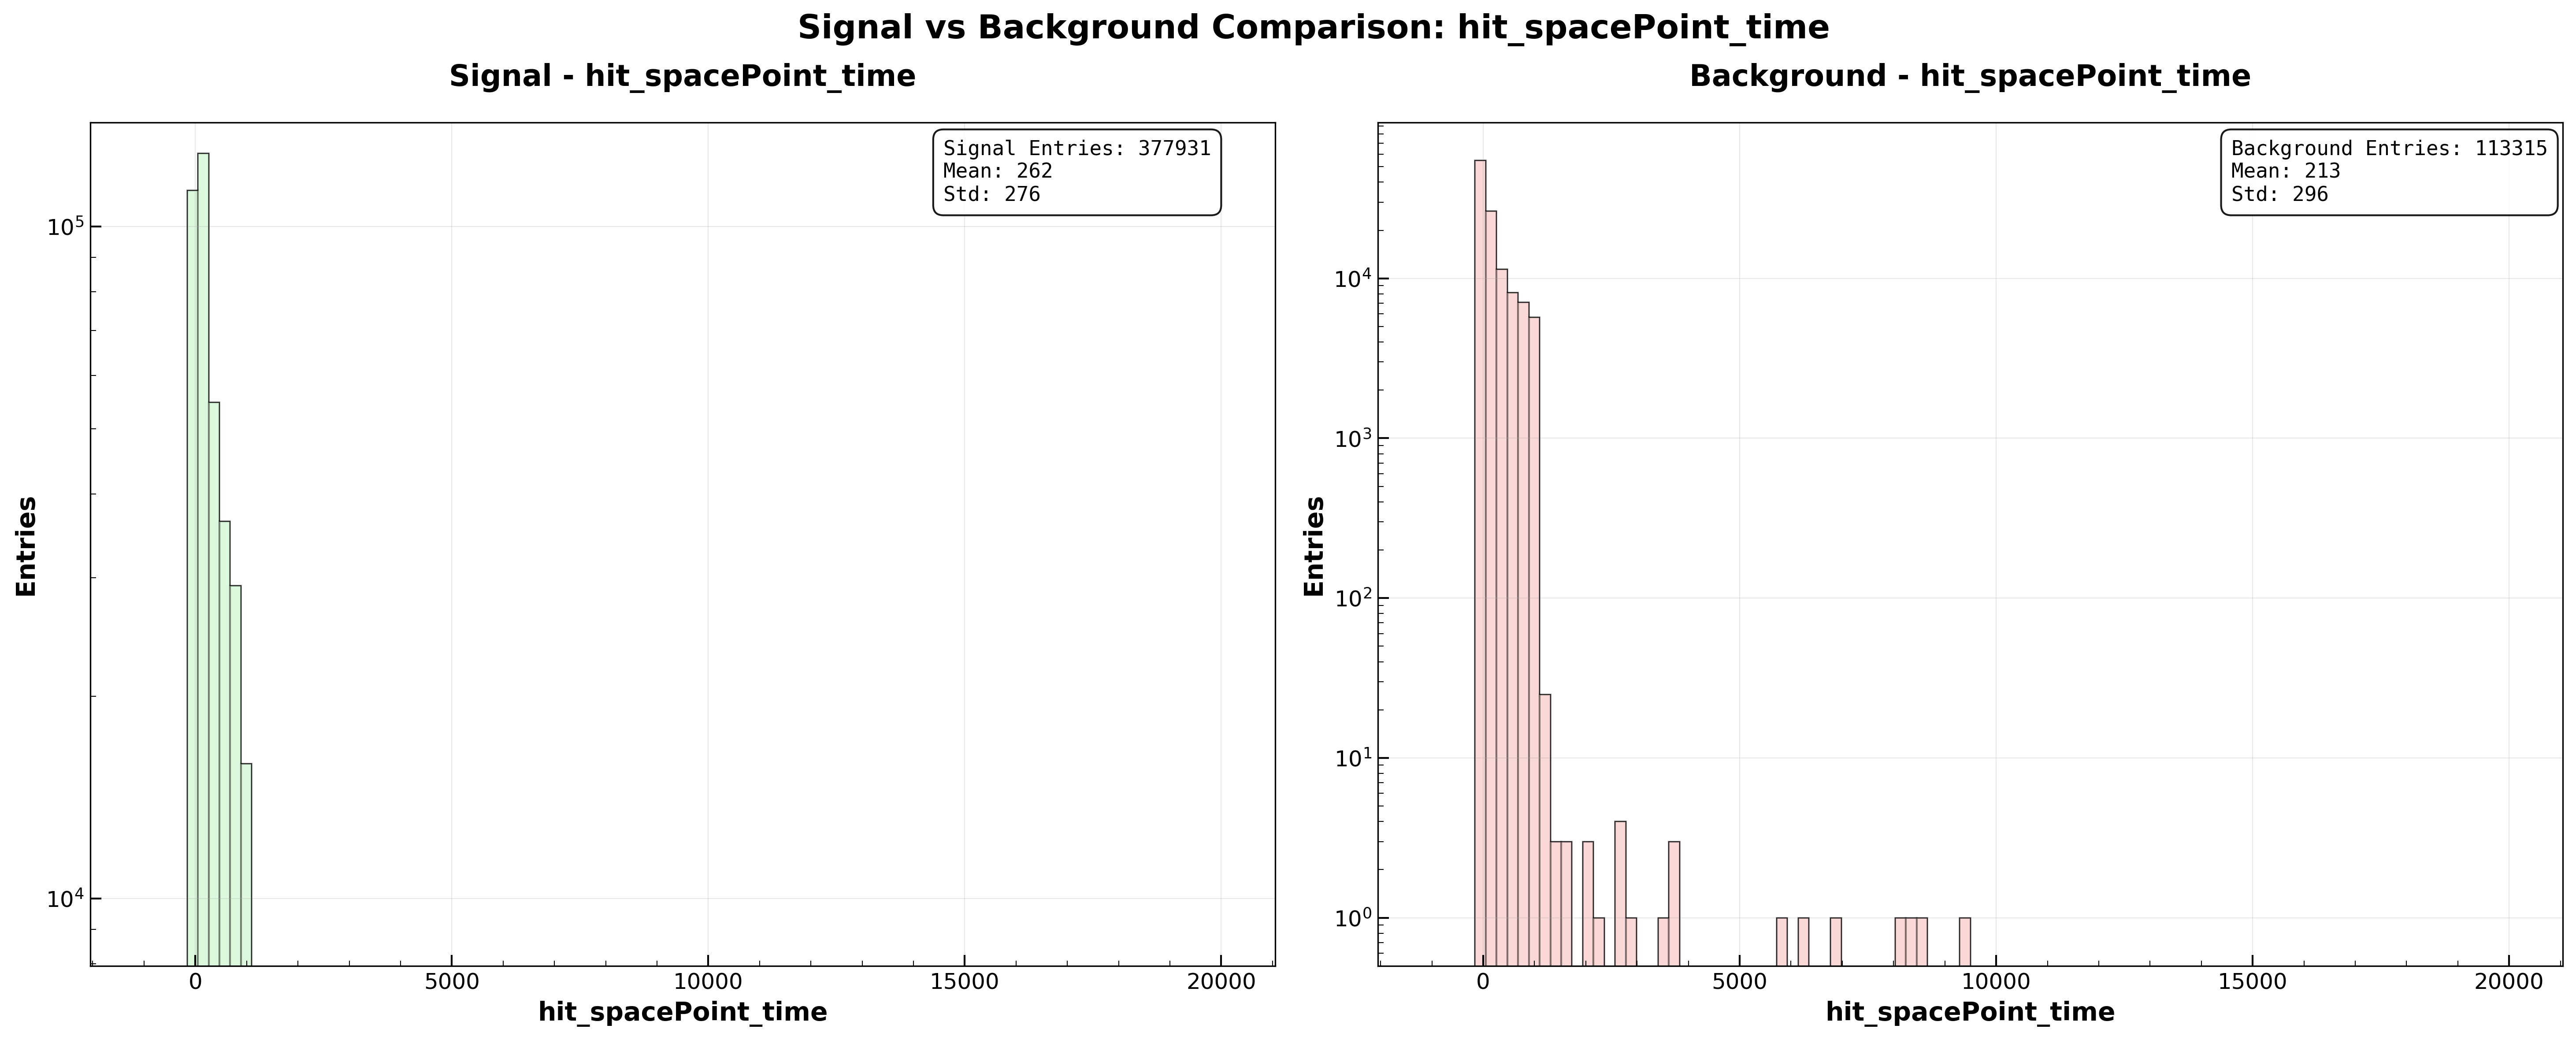 Signal vs Background Comparison: hit_spacePoint_time
Signal - hit_spacePoint_time
Signal Entries: 377931
Mean: 262
Std: 276
10^5
10^4
Entries
0 5000 10000 15000 20000
hit_spacePoint_time
Background - hit_spacePoint_time
Background Entries: 113315
Mean: 213
Std: 296
10^4
10^3
10^2
10^1
10^0
Entries
0 5000 10000 15000 20000
hit_spacePoint_time